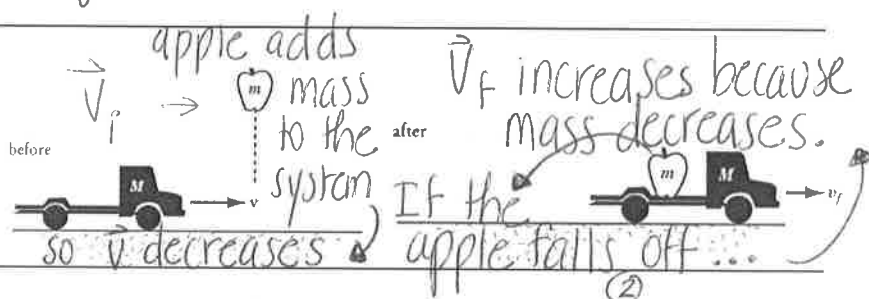 apple adds
V⃗i → m mass
to the
system
before
M
v
so v⃗ decreases
V⃗f increases because
mass decreases.
after
m
M
vf
If the
apple falls off ...
②